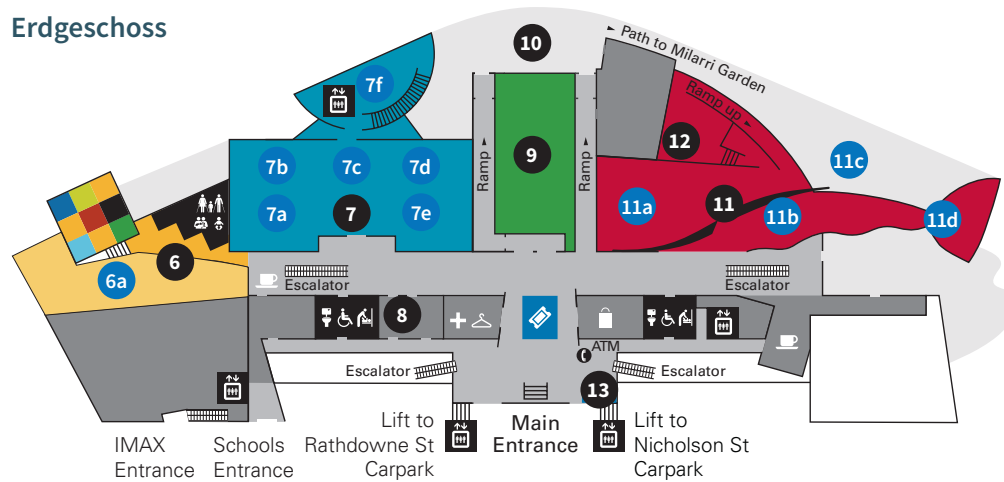 Erdgeschoss
10
Path to Milarri Garden
7f
Ramp up
12
7b
7c
7d
Ramp
9
Ramp
11c
7a
7
7e
11a
11
11b
11d
6
6a
Escalator
Escalator
8
ATM
Escalator
Escalator
13
IMAX
Entrance
Schools
Entrance
Lift to
Rathdowne St
Carpark
Main
Entrance
Lift to
Nicholson St
Carpark